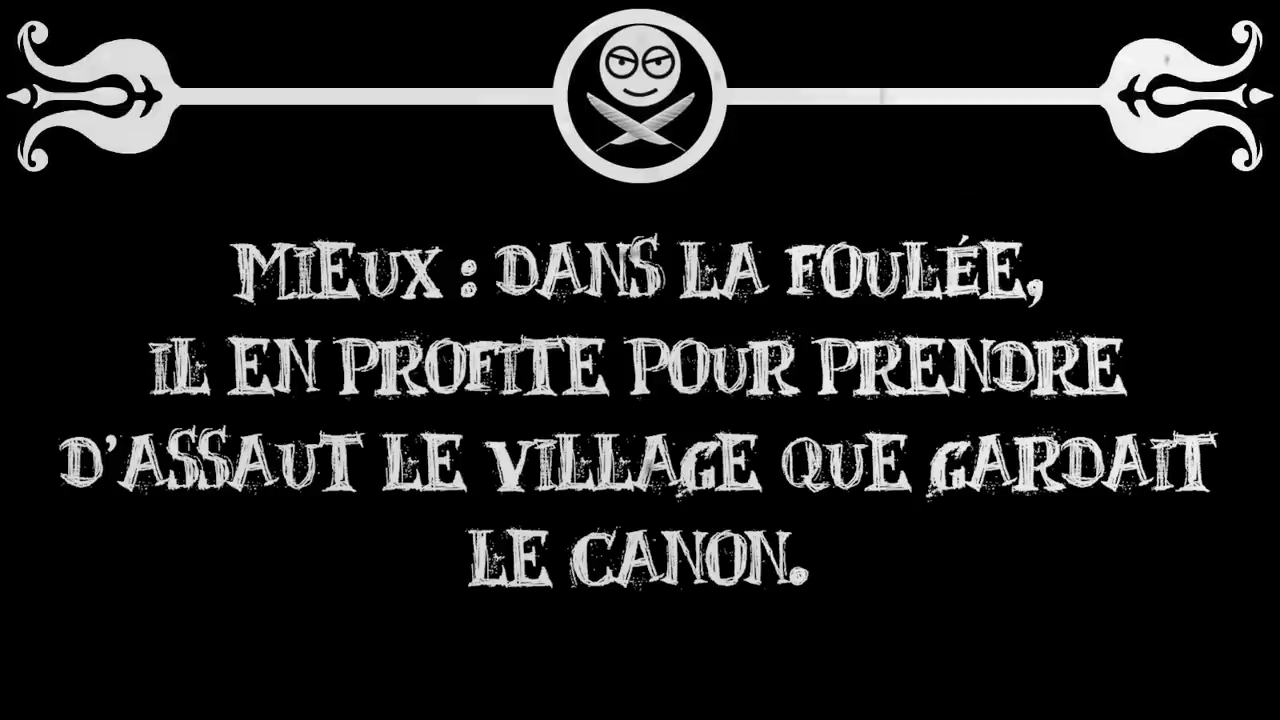 MIEUX : DANS LA FOULÉE,
IL EN PROFITE POUR PRENDRE
D'ASSAUT LE VILLAGE QUE GARDAIT
LE CANON.